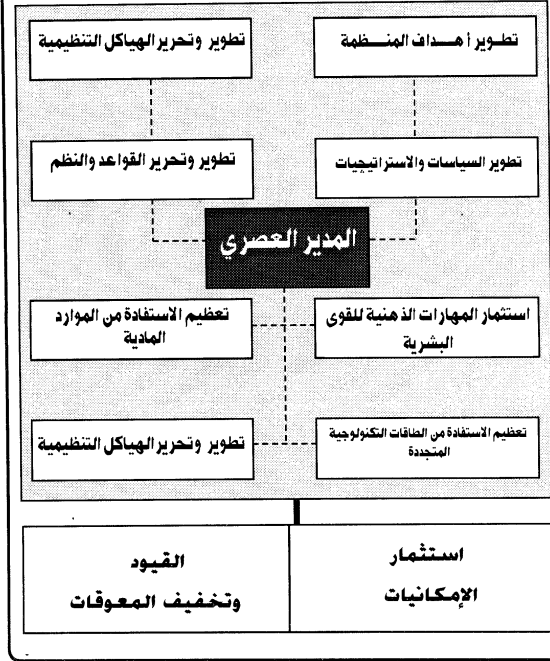 تطوير أهداف المنظمة
تطوير وتحرير الهياكل التنظيمية
تطوير السياسات والاستراتيجيات
تطوير وتحرير القواعد والنظم
المدير العصري
استثمار المهارات الذهنية للقوى
البشرية
تعظيم الاستفادة من الموارد
المادية
تعظيم الاستفادة من الطاقات التكنولوجية
المتجددة
تطوير وتحرير الهياكل التنظيمية
استثمار
الإمكانيات
القيود
وتخفيف المعوقات